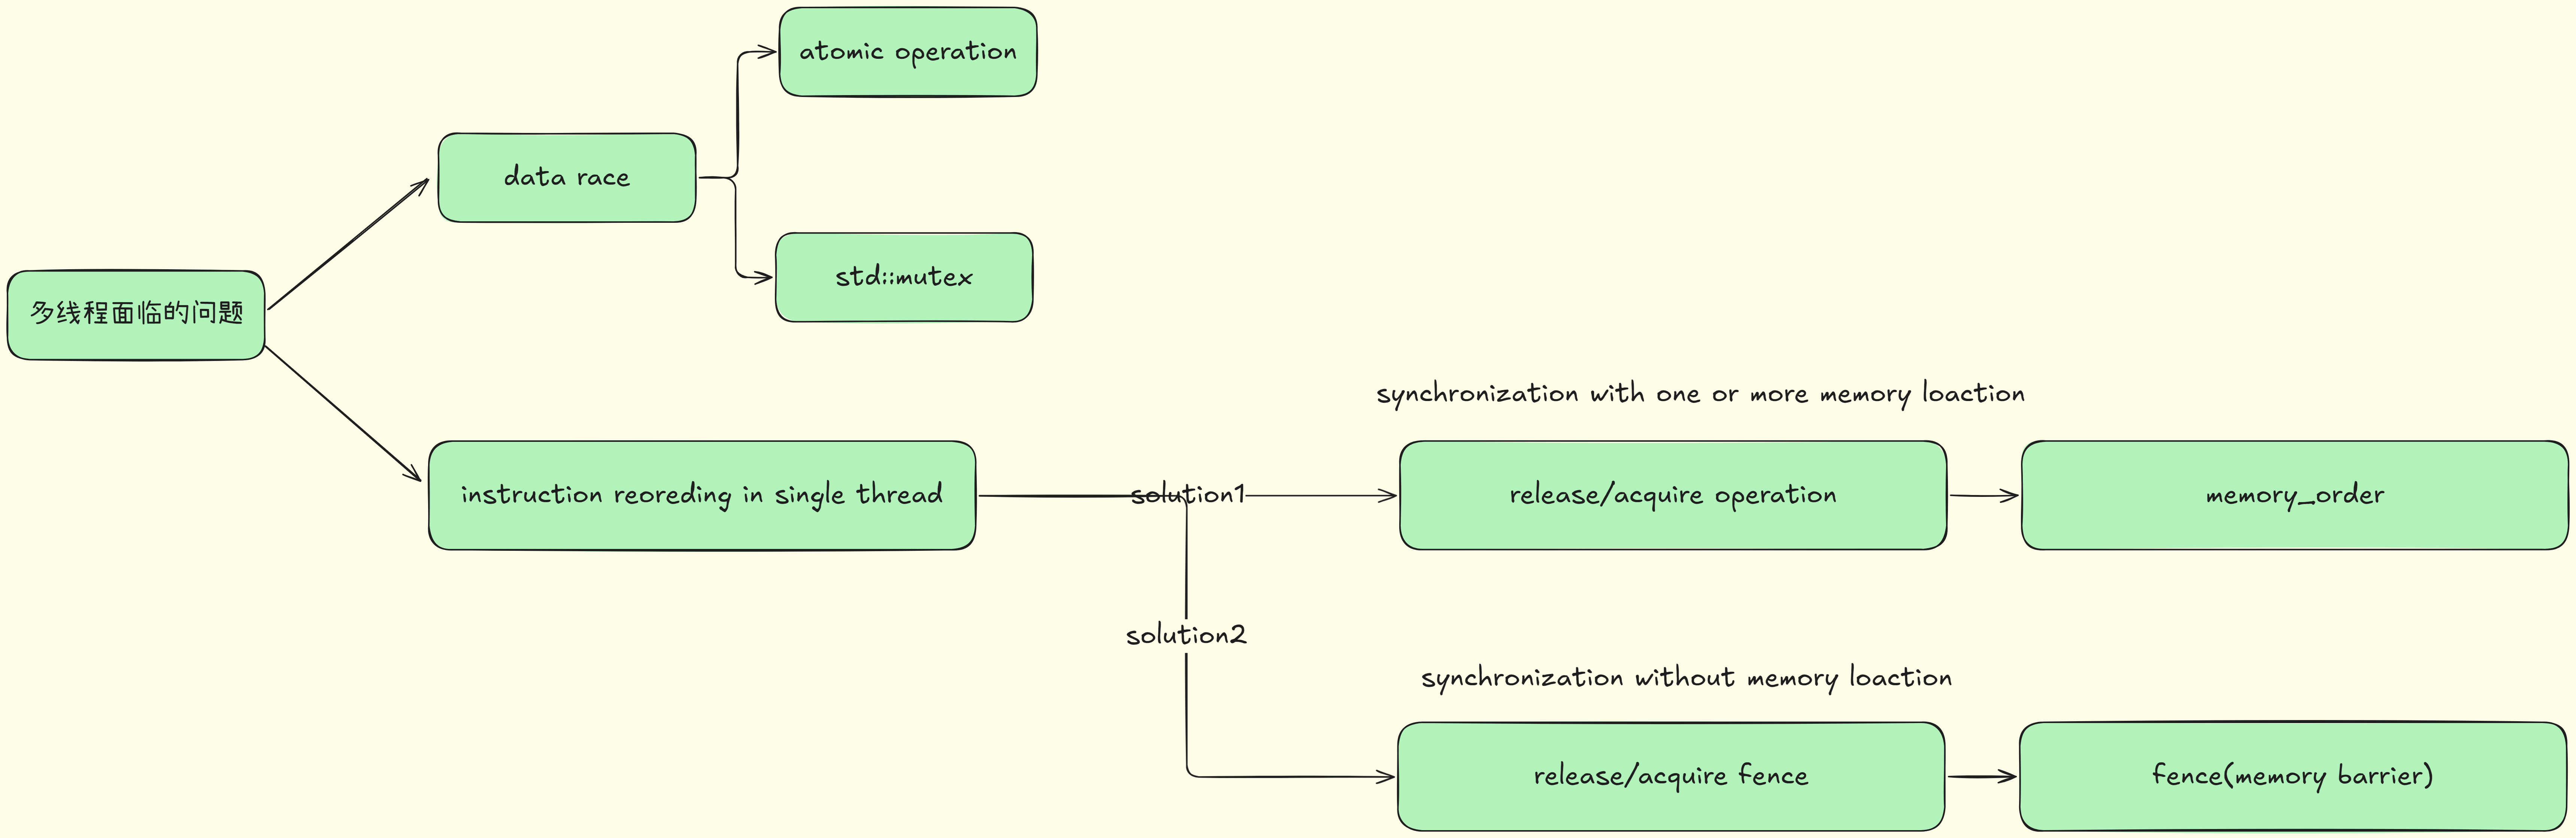 atomic operation
data race
std::mutex
多线程面临的问题
synchronization with one or more memory loaction
instruction reoreding in single thread
solution1
release/acquire operation
memory_order
solution2
synchronization without memory loaction
release/acquire fence
fence(memory barrier)